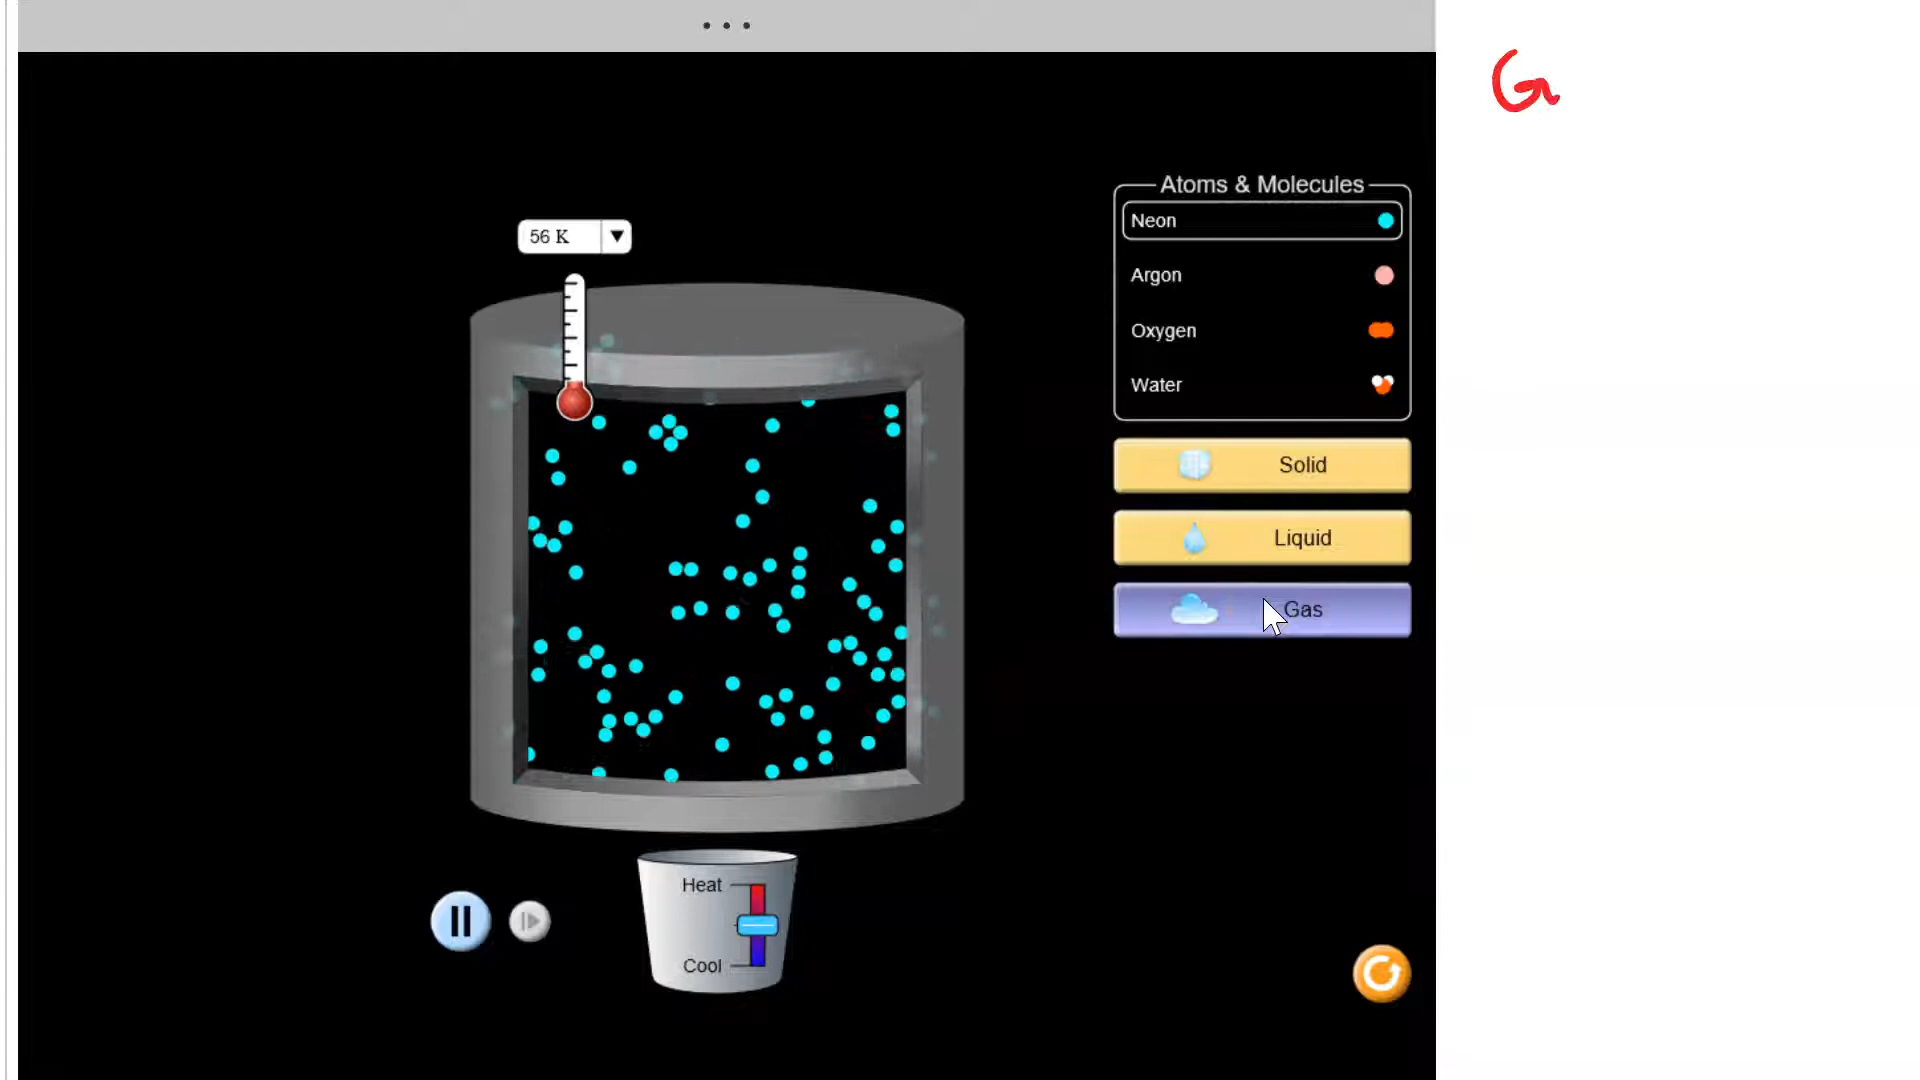 G
Atoms & Molecules
Neon
56 K
Argon
Oxygen
Water
Solid
Liquid
Gas
Heat
Cool